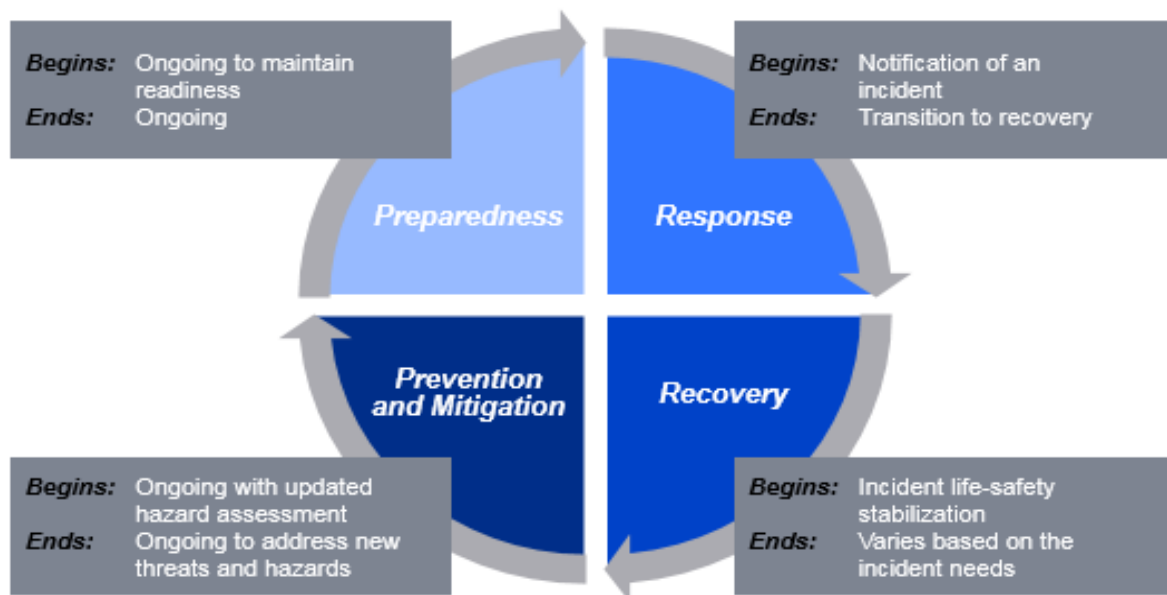 Begins: Ongoing to maintain
readiness
Ends: Ongoing
Begins: Notification of an
incident
Ends: Transition to recovery
Preparedness
Response
Prevention
and Mitigation
Recovery
Begins: Ongoing with updated
hazard assessment
Ends: Ongoing to address new
threats and hazards
Begins: Incident life-safety
stabilization
Ends: Varies based on the
incident needs